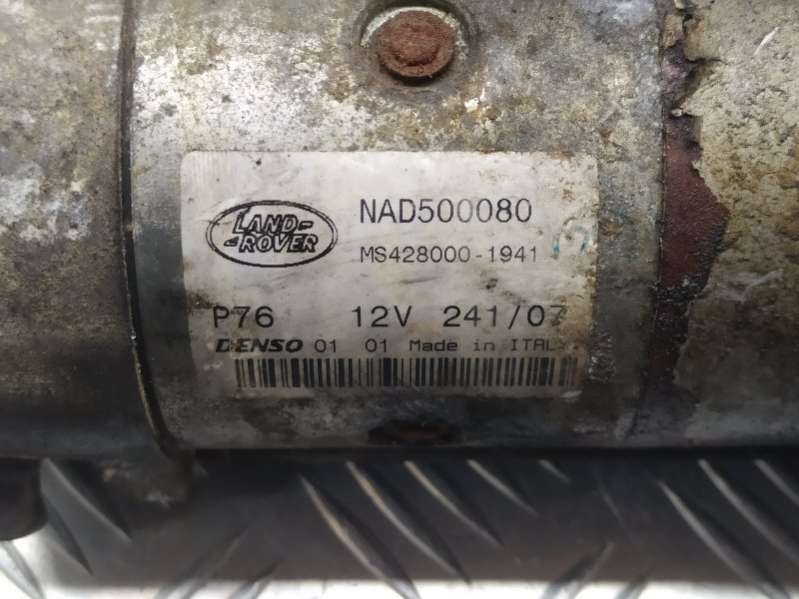 LAND-
-ROVER
NAD500080
MS428000-1941
P76 12V 241/07
DENSO 01 01 Made in ITALY